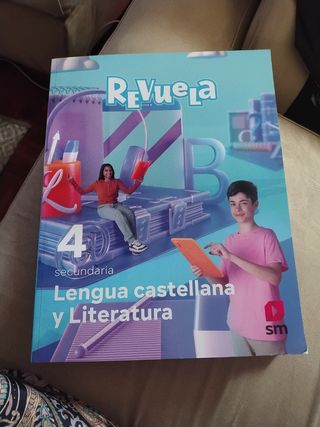 REVUELA
B
4
secundaria
Lengua castellana
y Literatura
sm